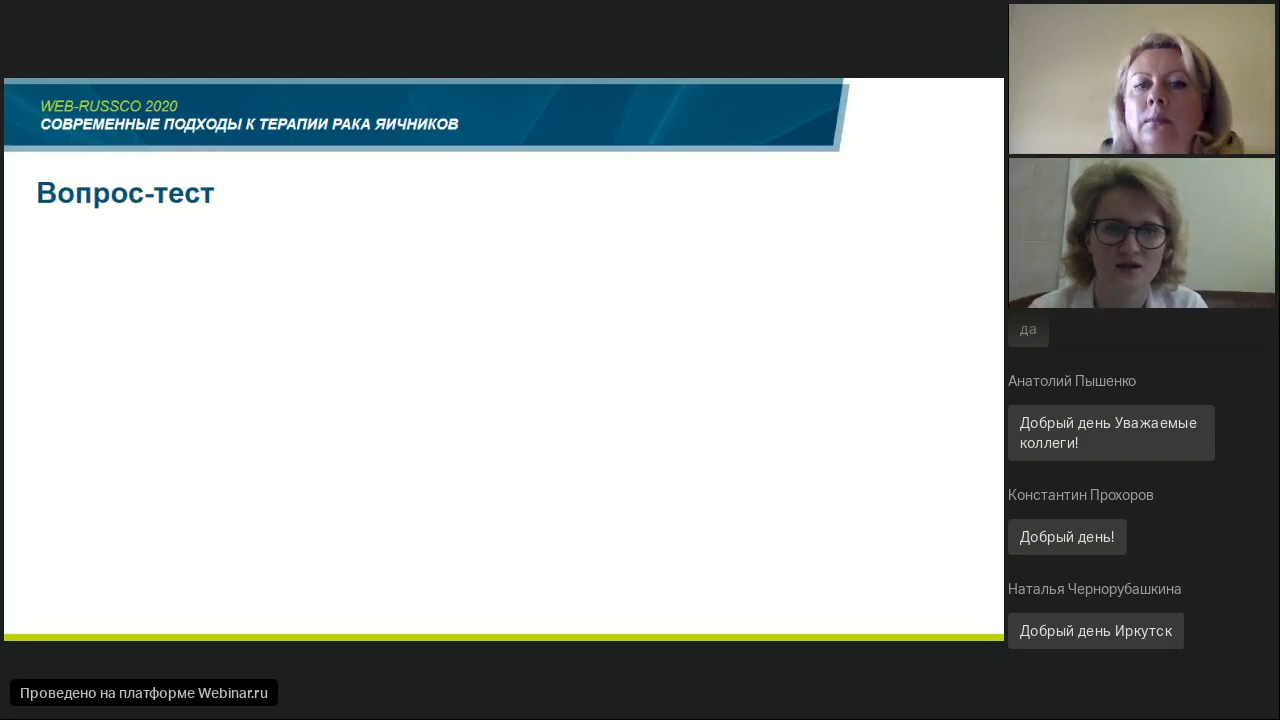 WEB-RUSSCO 2020
СОВРЕМЕННЫЕ ПОДХОДЫ К ТЕРАПИИ РАКА ЯИЧНИКОВ
Вопрос-тест
да
Анатолий Пышенко
Добрый день Уважаемые
коллеги!
Константин Прохоров
Добрый день!
Наталья Чернорубашкина
Добрый день Иркутск
Проведено на платформе Webinar.ru